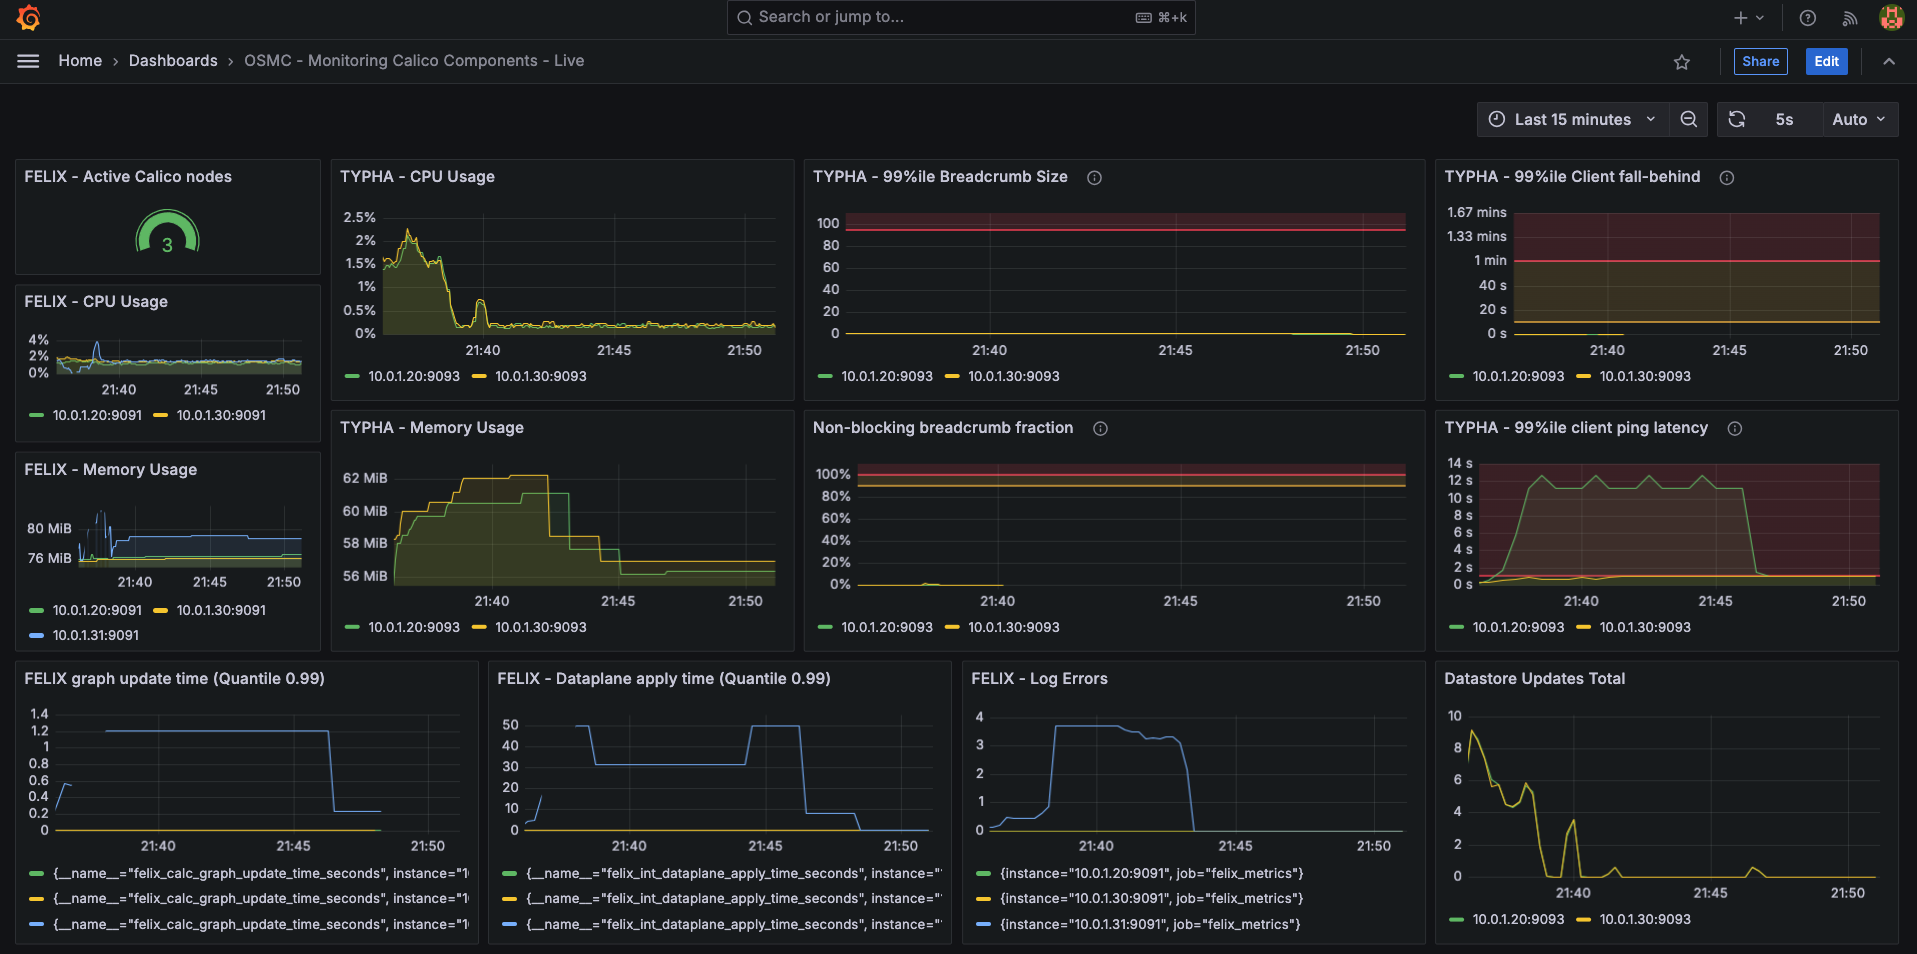 Search or jump to...
⌘+k
Home › Dashboards › OSMC - Monitoring Calico Components - Live
Share
Edit
Last 15 minutes
5s
Auto
FELIX - Active Calico nodes
3
FELIX - CPU Usage
4%
2%
0%
21:40 21:45 21:50
10.0.1.20:9091 10.0.1.30:9091
FELIX - Memory Usage
80 MiB
76 MiB
21:40 21:45 21:50
10.0.1.20:9091 10.0.1.30:9091
10.0.1.31:9091
TYPHA - CPU Usage
2.5%
2%
1.5%
1%
0.5%
0%
21:40 21:45 21:50
10.0.1.20:9093 10.0.1.30:9093
TYPHA - Memory Usage
62 MiB
60 MiB
58 MiB
56 MiB
21:40 21:45 21:50
10.0.1.20:9093 10.0.1.30:9093
TYPHA - 99%ile Breadcrumb Size
100
80
60
40
20
0
21:40 21:45 21:50
10.0.1.20:9093 10.0.1.30:9093
Non-blocking breadcrumb fraction
100%
80%
60%
40%
20%
0%
21:40 21:45 21:50
10.0.1.20:9093 10.0.1.30:9093
TYPHA - 99%ile Client fall-behind
1.67 mins
1.33 mins
1 min
40 s
20 s
0 s
21:40 21:45 21:50
10.0.1.20:9093 10.0.1.30:9093
TYPHA - 99%ile client ping latency
14 s
12 s
10 s
8 s
6 s
4 s
2 s
0 s
21:40 21:45 21:50
10.0.1.20:9093 10.0.1.30:9093
FELIX graph update time (Quantile 0.99)
1.4
1.2
1
0.8
0.6
0.4
0.2
0
21:40 21:45 21:50
{__name__="felix_calc_graph_update_time_seconds", instance="1
{__name__="felix_calc_graph_update_time_seconds", instance="1
{__name__="felix_calc_graph_update_time_seconds", instance="1
FELIX - Dataplane apply time (Quantile 0.99)
50
40
30
20
10
0
21:40 21:45 21:50
{__name__="felix_int_dataplane_apply_time_seconds", instance="
{__name__="felix_int_dataplane_apply_time_seconds", instance="
{__name__="felix_int_dataplane_apply_time_seconds", instance="
FELIX - Log Errors
4
3
2
1
0
21:40 21:45 21:50
{instance="10.0.1.20:9091", job="felix_metrics"}
{instance="10.0.1.30:9091", job="felix_metrics"}
{instance="10.0.1.31:9091", job="felix_metrics"}
Datastore Updates Total
10
8
6
4
2
0
21:40 21:45 21:50
10.0.1.20:9093 10.0.1.30:9093